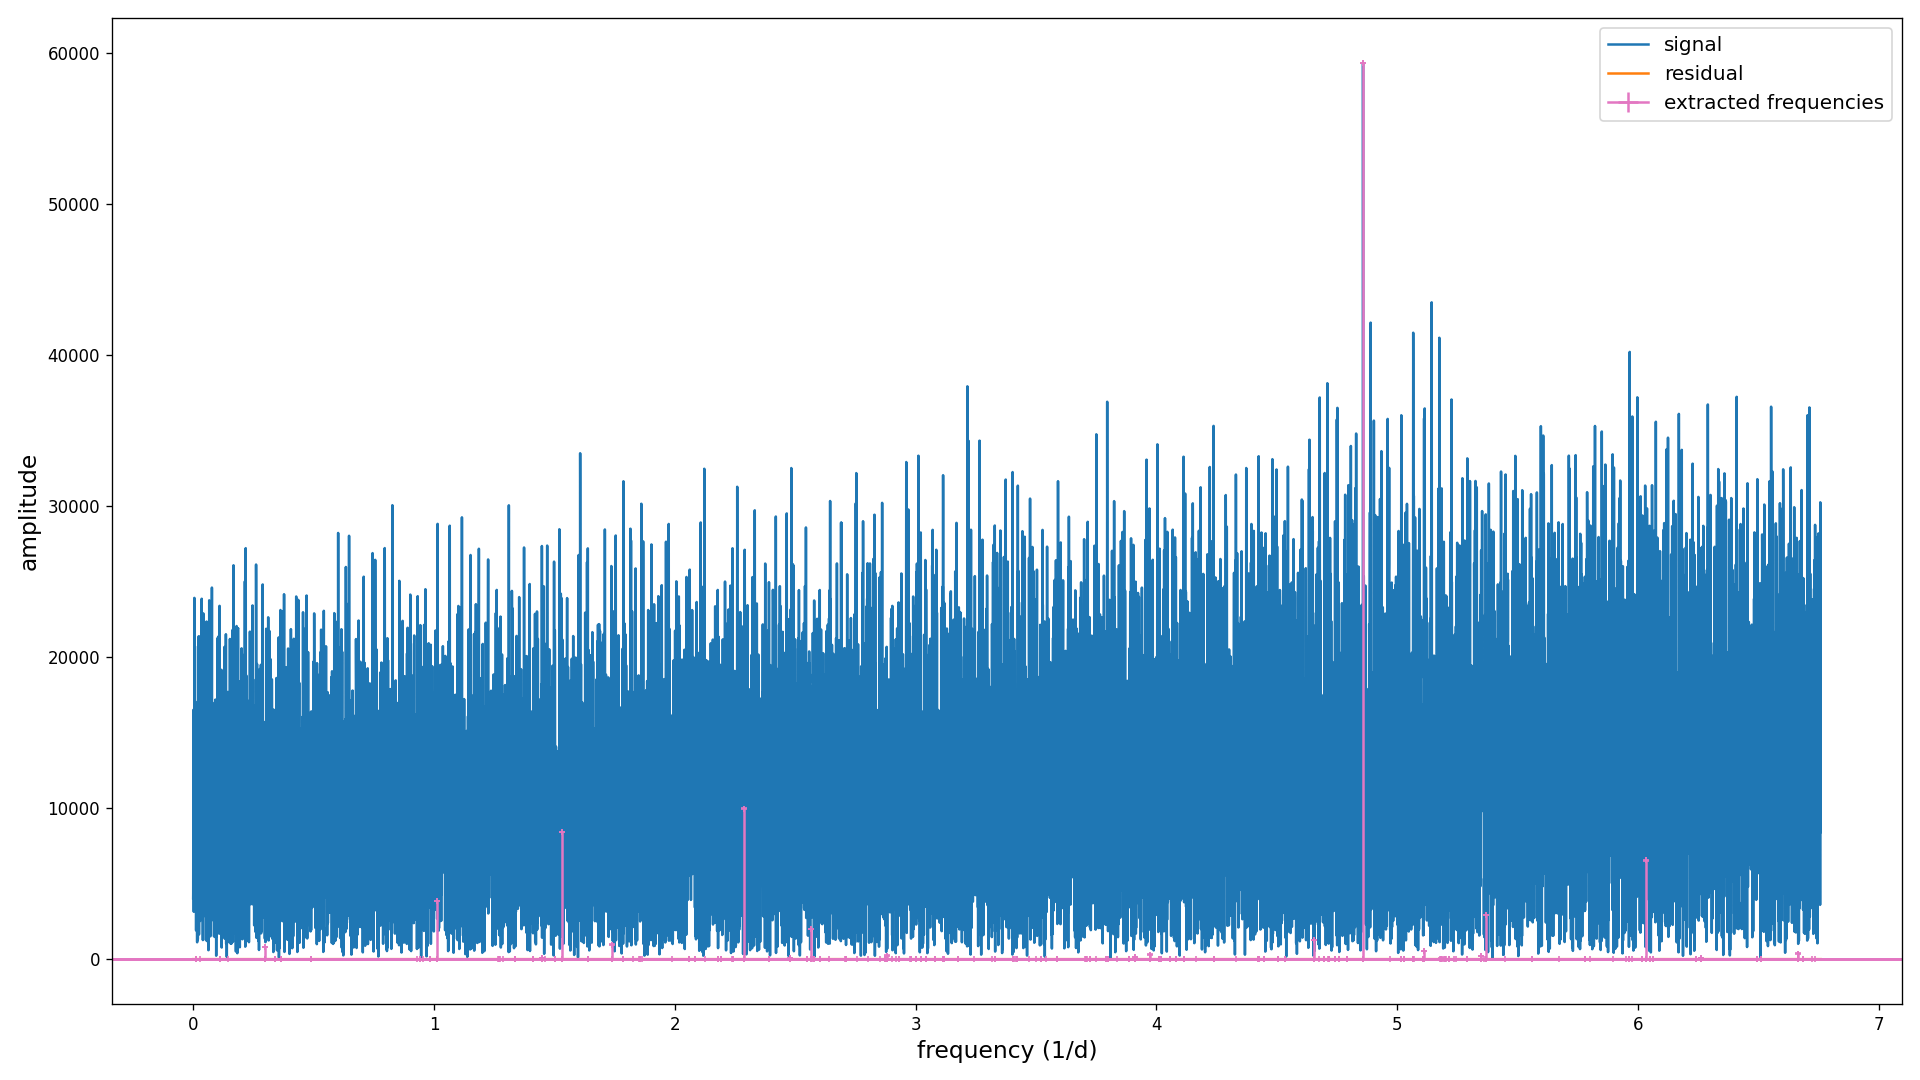 60000
50000
40000
30000
20000
10000
0
amplitude
signal
residual
extracted frequencies
0 1 2 3 4 5 6 7
frequency (1/d)